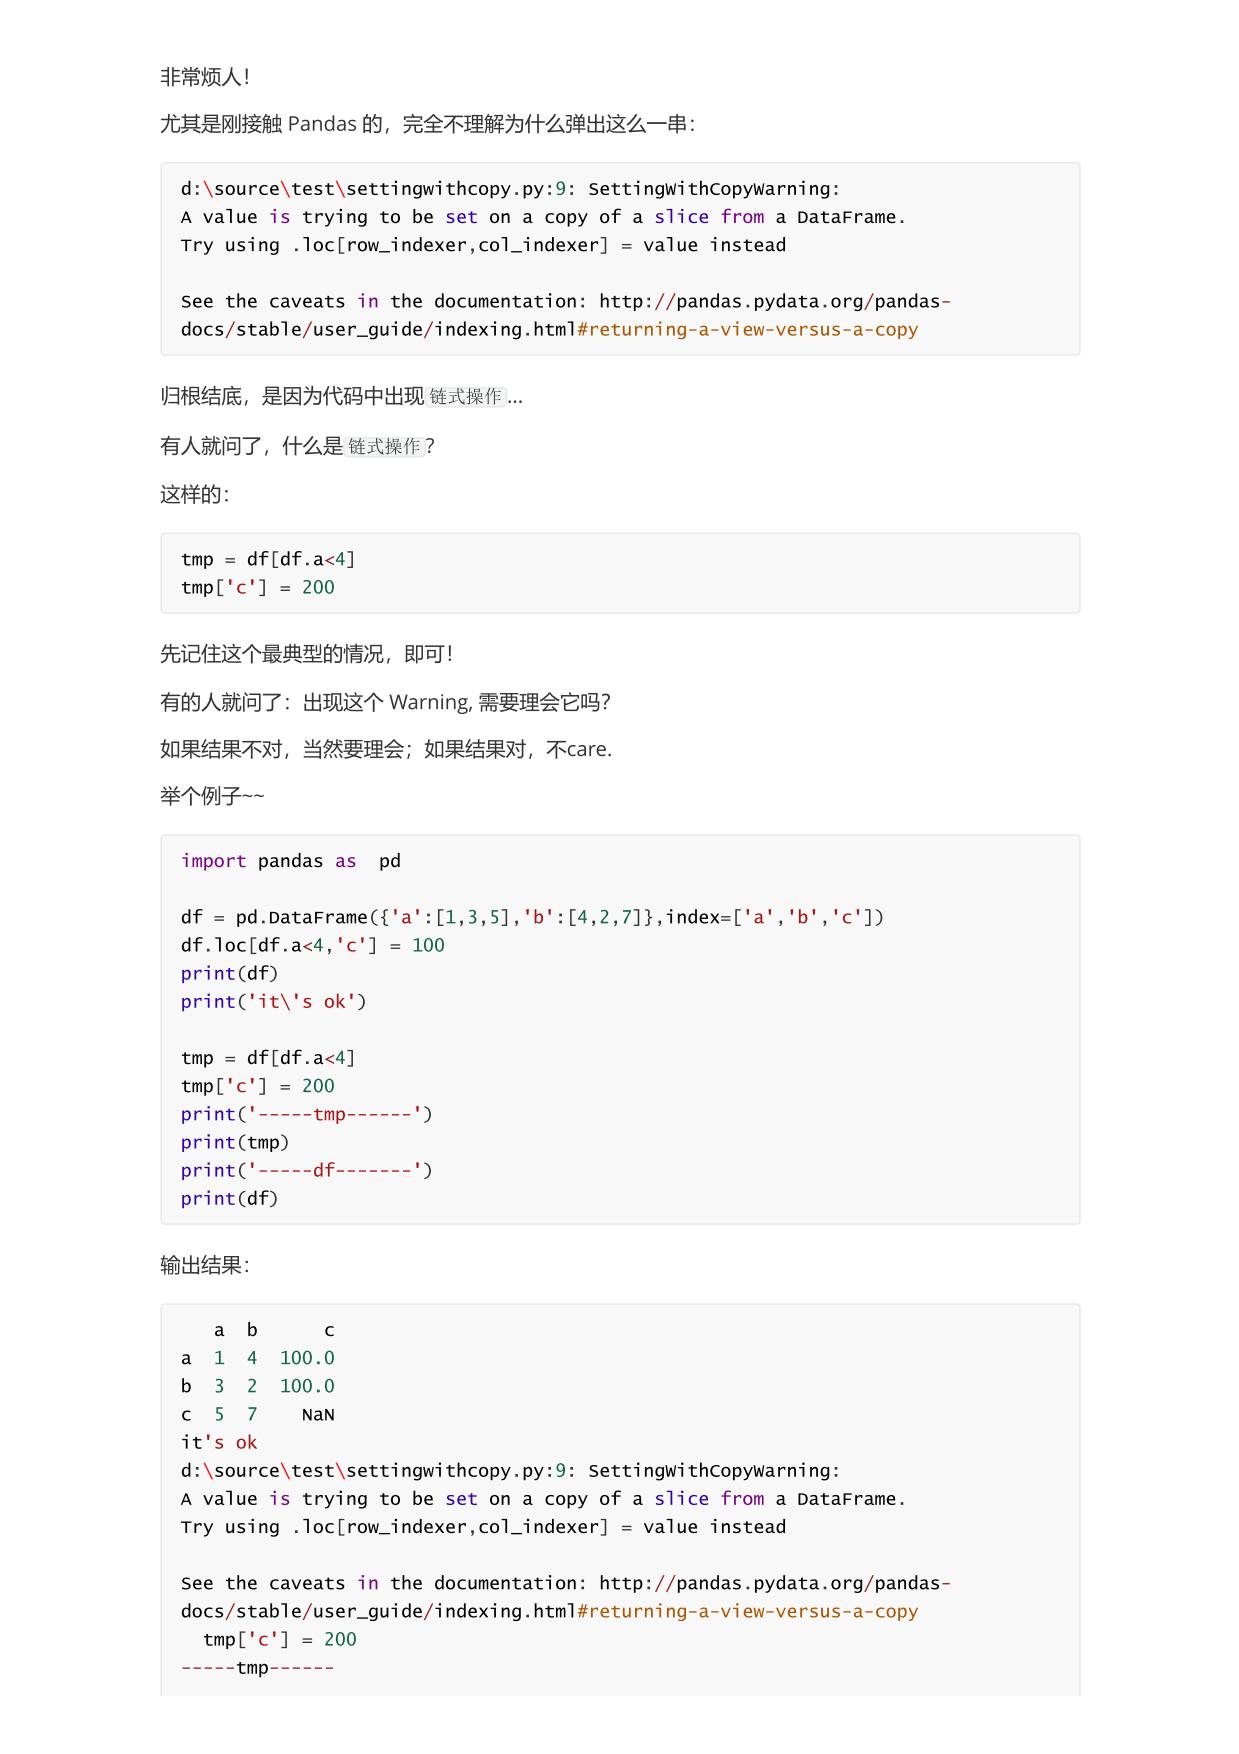 非常烦人！
尤其是刚接触 Pandas 的，完全不理解为什么弹出这么一串：
d:\source\test\settingwithcopy.py:9: SettingWithCopyWarning:
A value is trying to be set on a copy of a slice from a DataFrame.
Try using .loc[row_indexer,col_indexer] = value instead
See the caveats in the documentation: http://pandas.pydata.org/pandas-
docs/stable/user_guide/indexing.html#returning-a-view-versus-a-copy
归根结底，是因为代码中出现链式操作...
有人就问了，什么是链式操作？
这样的：
tmp = df[df.a<4]
tmp['c'] = 200
先记住这个最典型的情况，即可！
有的人就问了：出现这个 Warning, 需要理会它吗？
如果结果不对，当然要理会；如果结果对，不care.
举个例子~~
import pandas as  pd
df = pd.DataFrame({'a':[1,3,5],'b':[4,2,7]},index=['a','b','c'])
df.loc[df.a<4,'c'] = 100
print(df)
print('it\'s ok')
tmp = df[df.a<4]
tmp['c'] = 200
print('-----tmp------')
print(tmp)
print('-----df-------')
print(df)
输出结果：
   a  b      c
a  1  4  100.0
b  3  2  100.0
c  5  7    NaN
it's ok
d:\source\test\settingwithcopy.py:9: SettingWithCopyWarning:
A value is trying to be set on a copy of a slice from a DataFrame.
Try using .loc[row_indexer,col_indexer] = value instead
See the caveats in the documentation: http://pandas.pydata.org/pandas-
docs/stable/user_guide/indexing.html#returning-a-view-versus-a-copy
  tmp['c'] = 200
-----tmp------